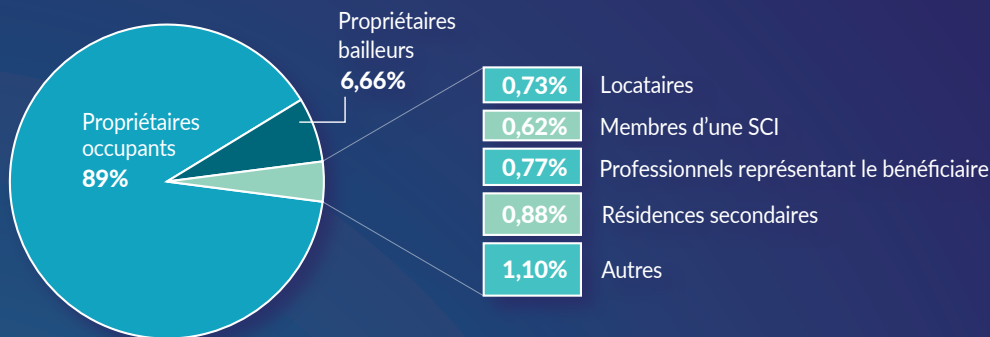 Propriétaires
bailleurs
6,66%
Propriétaires
occupants
89%
0,73% Locataires
0,62% Membres d'une SCI
0,77% Professionnels représentant le bénéficiaire
0,88% Résidences secondaires
1,10% Autres